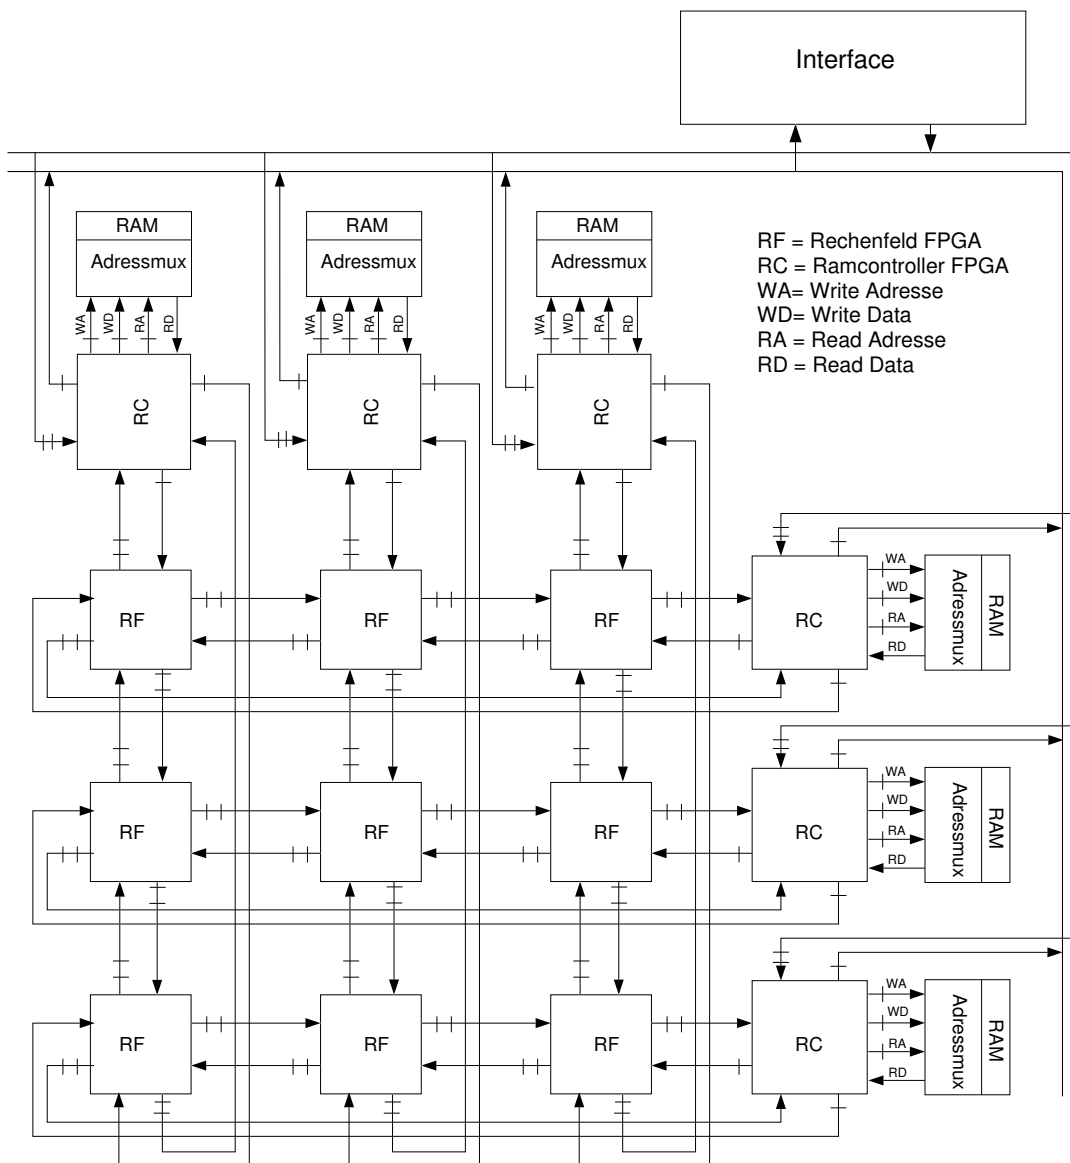 Interface
RAM
RAM
RAM
Adressmux
Adressmux
Adressmux
RF = Rechenfeld FPGA
RC = Ramcontroller FPGA
WA= Write Adresse
WD= Write Data
RA = Read Adresse
RD = Read Data
WA
WD
RA
RD
WA
WD
RA
RD
WA
WD
RA
RD
RC
RC
RC
RF
RF
RF
RC
WA
WD
RA
RD
Adressmux
RAM
RF
RF
RF
RC
WA
WD
RA
RD
Adressmux
RAM
RF
RF
RF
RC
WA
WD
RA
RD
Adressmux
RAM